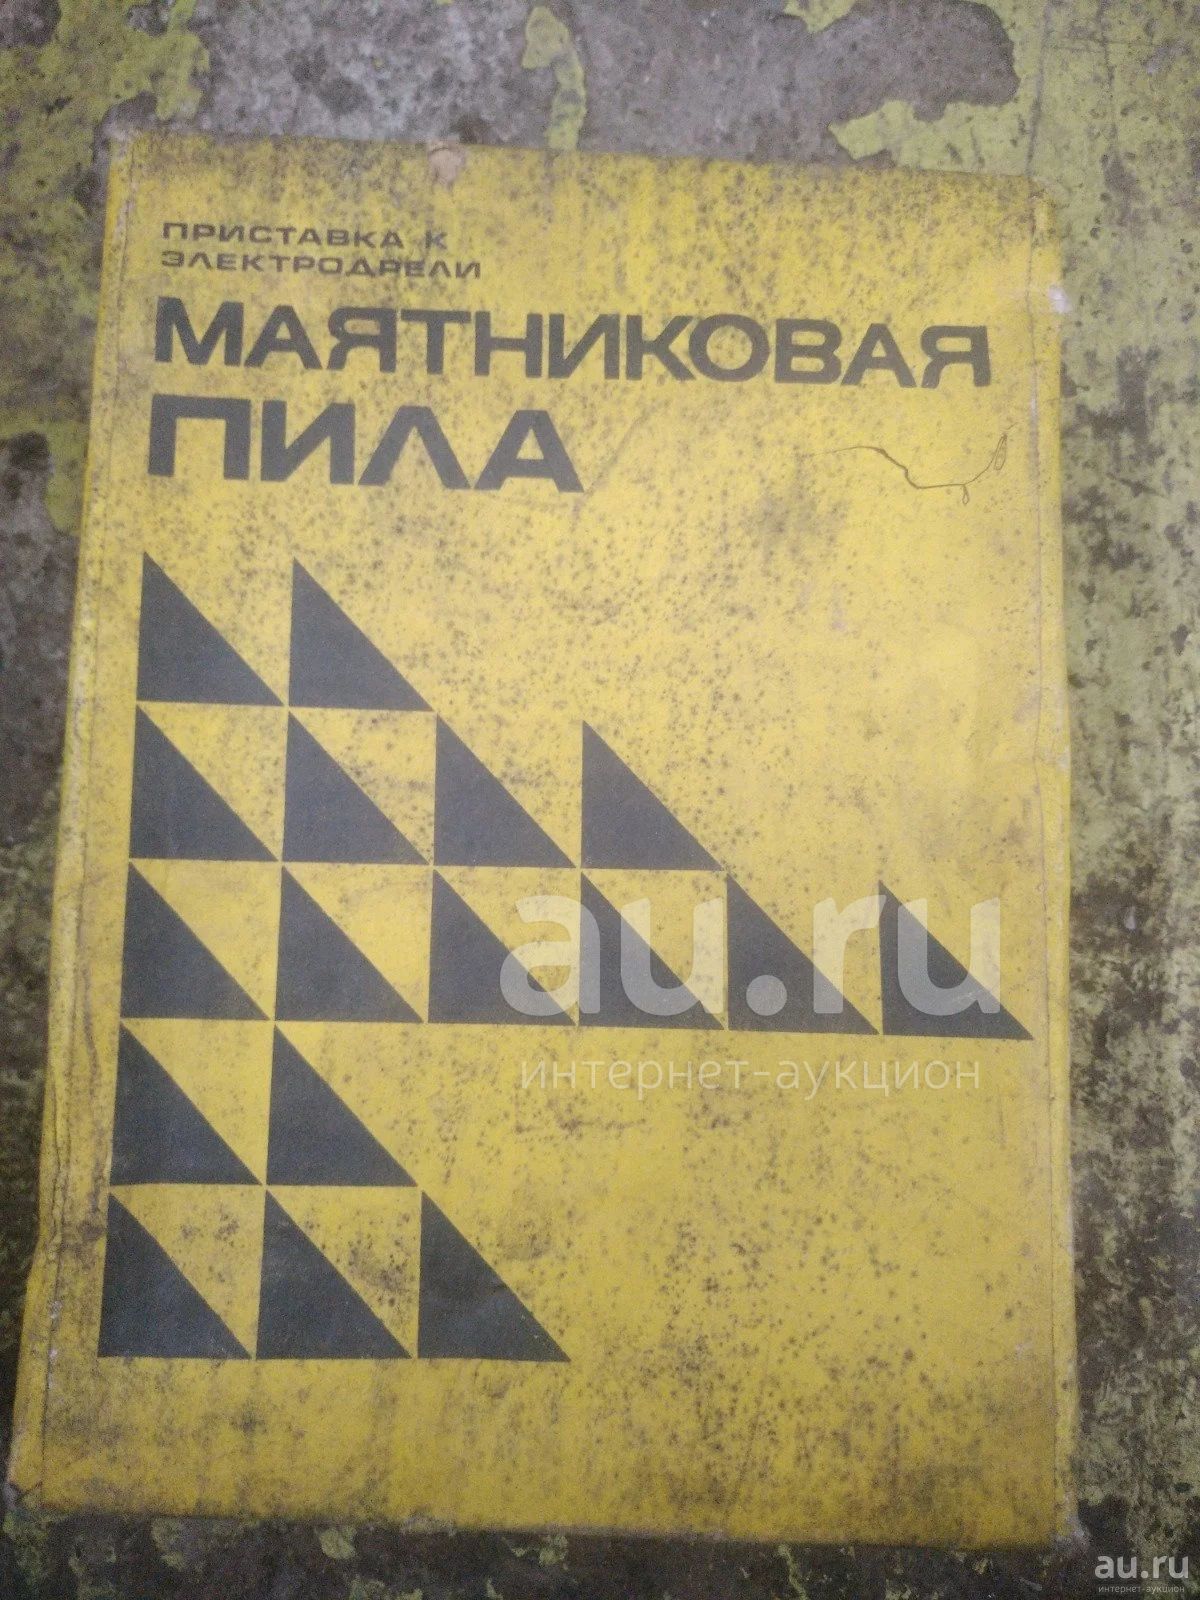 ПРИСТАВКА К
ЭЛЕКТРОДРЕЛИ
МАЯТНИКОВАЯ
ПИЛА
au.ru
интернет-аукцион
au.ru
интернет-аукцион